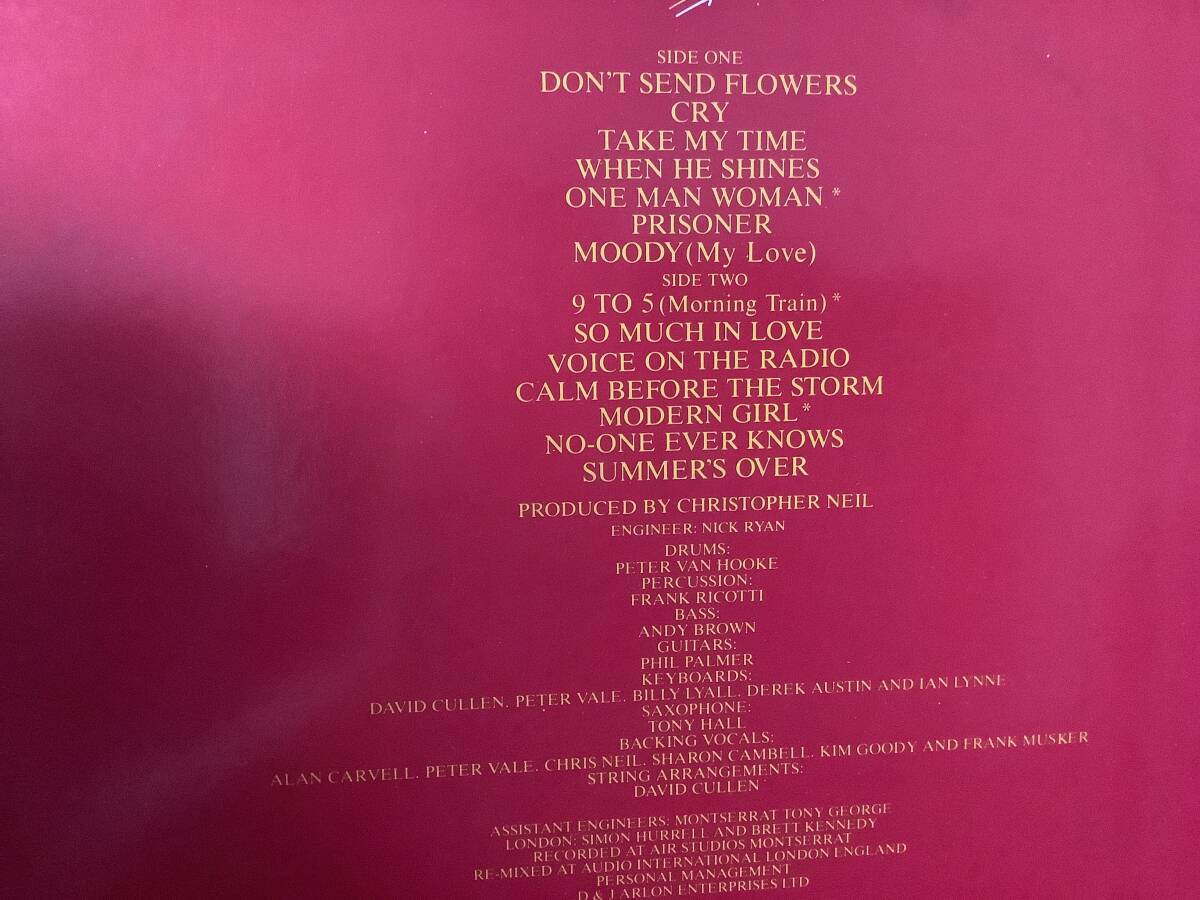 SIDE ONE
DON'T SEND FLOWERS
CRY
TAKE MY TIME
WHEN HE SHINES
ONE MAN WOMAN *
PRISONER
MOODY (My Love)
SIDE TWO
9 TO 5 (Morning Train) *
SO MUCH IN LOVE
VOICE ON THE RADIO
CALM BEFORE THE STORM
MODERN GIRL *
NO-ONE EVER KNOWS
SUMMER'S OVER
PRODUCED BY CHRISTOPHER NEIL
ENGINEER: NICK RYAN
DRUMS:
PETER VAN HOOKE
PERCUSSION:
FRANK RICOTTI
BASS:
ANDY BROWN
GUITARS:
PHIL PALMER
KEYBOARDS:
DAVID CULLEN. PETER VALE. BILLY LYALL. DEREK AUSTIN AND IAN LYNNE
SAXOPHONE:
TONY HALL
BACKING VOCALS:
ALAN CARVELL. PETER VALE. CHRIS NEIL. SHARON CAMBELL. KIM GOODY AND FRANK MUSKER
STRING ARRANGEMENTS:
DAVID CULLEN
ASSISTANT ENGINEERS: MONTSERRAT TONY GEORGE
LONDON: SIMON HURRELL AND BRETT KENNEDY
RECORDED AT AIR STUDIOS MONTSERRAT
RE-MIXED AT AUDIO INTERNATIONAL LONDON ENGLAND
PERSONAL MANAGEMENT
D & J ARLON ENTERPRISES LTD